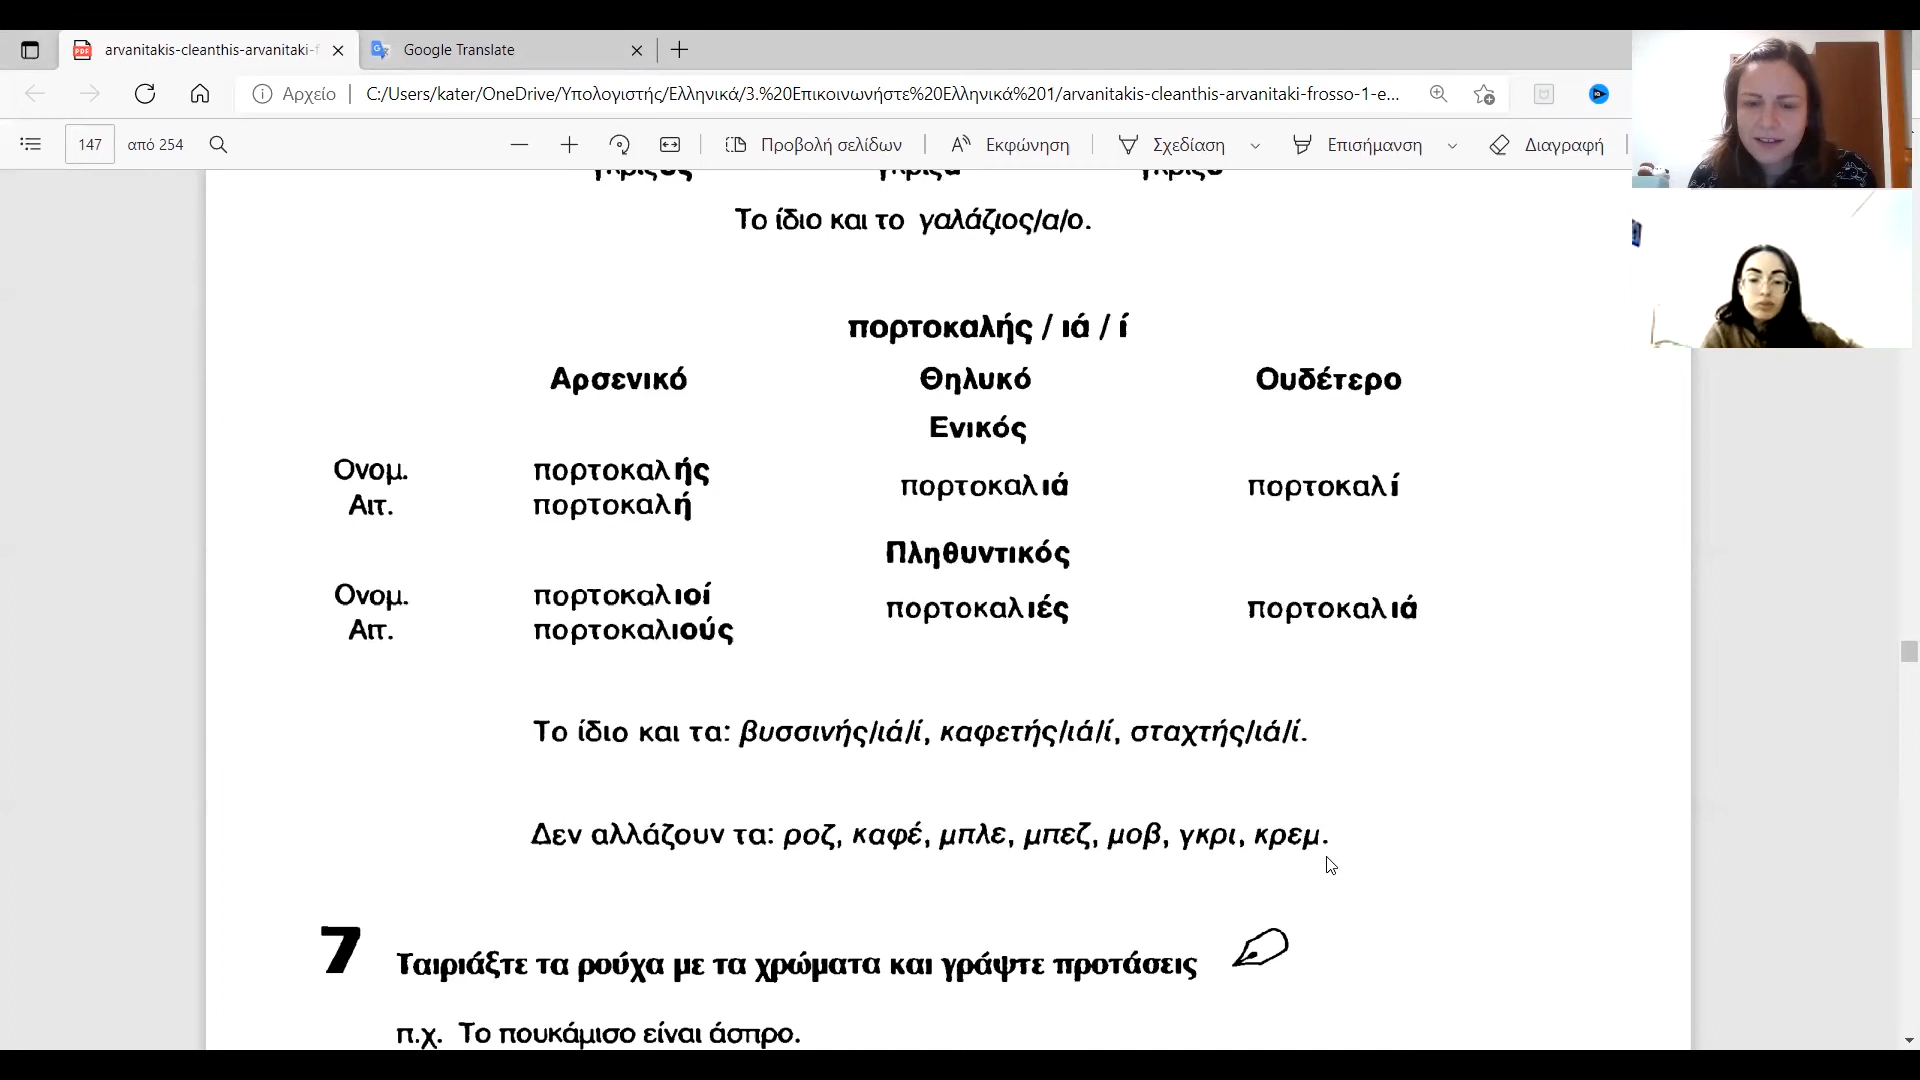 arvanitakis-cleanthis-arvanitaki-f
Google Translate
Αρχείο
C:/Users/kater/OneDrive/Υπολογιστής/Ελληνικά/3.%20Επικοινωνήστε%20Ελληνικά%201/arvanitakis-cleanthis-arvanitaki-frosso-1-e...
147 από 254
Προβολή σελίδων
Εκφώνηση
Σχεδίαση
Επισήμανση
Διαγραφή
Το ίδιο και το γαλάζιος/α/ο.
πορτοκαλής / ιά / ί
Αρσενικό Θηλυκό Ουδέτερο
Ενικός
Ονομ. πορτοκαλής πορτοκαλιά πορτοκαλί
Αιτ. πορτοκαλή
Πληθυντικός
Ονομ. πορτοκαλιοί πορτοκαλιές πορτοκαλιά
Αιτ. πορτοκαλιούς
Το ίδιο και τα: βυσσινής/ιά/ί, καφετής/ιά/ί, σταχτής/ιά/ί.
Δεν αλλάζουν τα: ροζ, καφέ, μπλε, μπεζ, μοβ, γκρι, κρεμ.
7 Ταιριάξτε τα ρούχα με τα χρώματα και γράψτε προτάσεις
π.χ. Το πουκάμισο είναι άσπρο.